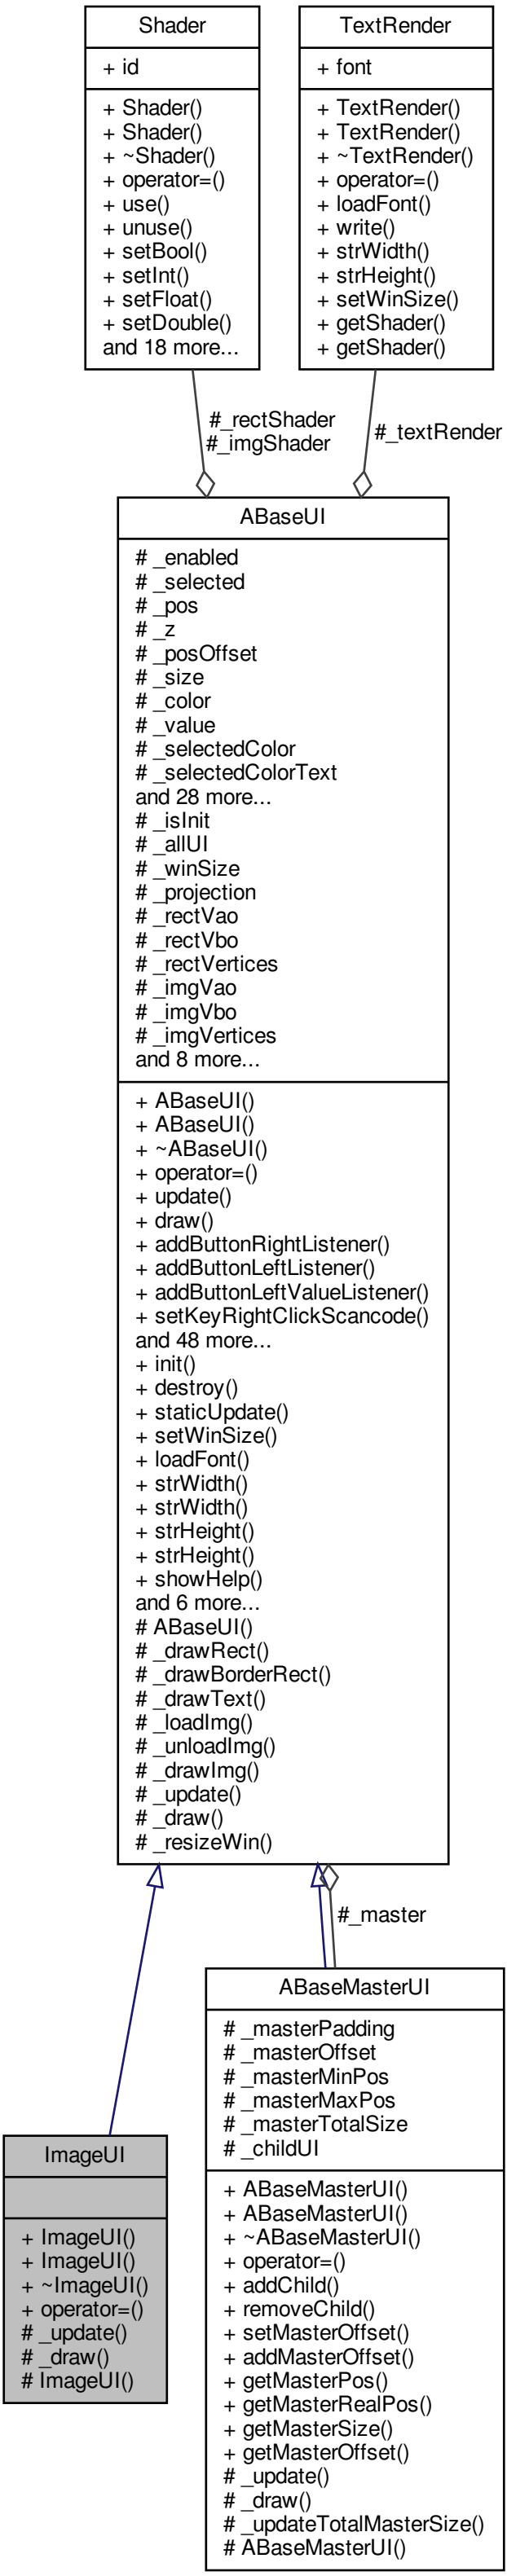 Shader
+ id
+ Shader()
+ Shader()
+ ~Shader()
+ operator=()
+ use()
+ unuse()
+ setBool()
+ setInt()
+ setFloat()
+ setDouble()
and 18 more...
TextRender
+ font
+ TextRender()
+ TextRender()
+ ~TextRender()
+ operator=()
+ loadFont()
+ write()
+ strWidth()
+ strHeight()
+ setWinSize()
+ getShader()
+ getShader()
#_rectShader
#_imgShader
#_textRender
ABaseUI
# _enabled
# _selected
# _pos
# _z
# _posOffset
# _size
# _color
# _value
# _selectedColor
# _selectedColorText
and 28 more...
# _isInit
# _allUI
# _winSize
# _projection
# _rectVao
# _rectVbo
# _rectVertices
# _imgVao
# _imgVbo
# _imgVertices
and 8 more...
+ ABaseUI()
+ ABaseUI()
+ ~ABaseUI()
+ operator=()
+ update()
+ draw()
+ addButtonRightListener()
+ addButtonLeftListener()
+ addButtonLeftValueListener()
+ setKeyRightClickScancode()
and 48 more...
+ init()
+ destroy()
+ staticUpdate()
+ setWinSize()
+ loadFont()
+ strWidth()
+ strWidth()
+ strHeight()
+ strHeight()
+ showHelp()
and 6 more...
# ABaseUI()
# _drawRect()
# _drawBorderRect()
# _drawText()
# _loadImg()
# _unloadImg()
# _drawImg()
# _update()
# _draw()
# _resizeWin()
#_master
ABaseMasterUI
# _masterPadding
# _masterOffset
# _masterMinPos
# _masterMaxPos
# _masterTotalSize
# _childUI
+ ABaseMasterUI()
+ ABaseMasterUI()
+ ~ABaseMasterUI()
+ operator=()
+ addChild()
+ removeChild()
+ setMasterOffset()
+ addMasterOffset()
+ getMasterPos()
+ getMasterRealPos()
+ getMasterSize()
+ getMasterOffset()
# _update()
# _draw()
# _updateTotalMasterSize()
# ABaseMasterUI()
ImageUI
+ ImageUI()
+ ImageUI()
+ ~ImageUI()
+ operator=()
# _update()
# _draw()
# ImageUI()